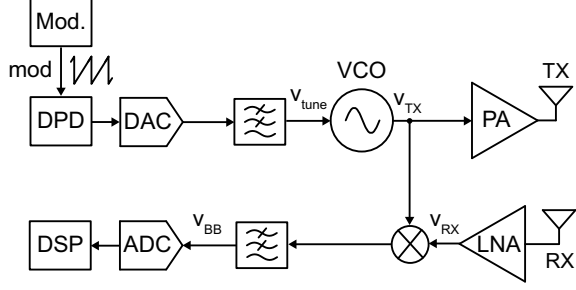 Mod.
mod
VCO
TX
v_tune
v_TX
DPD
DAC
PA
v_BB
v_RX
DSP
ADC
LNA
RX